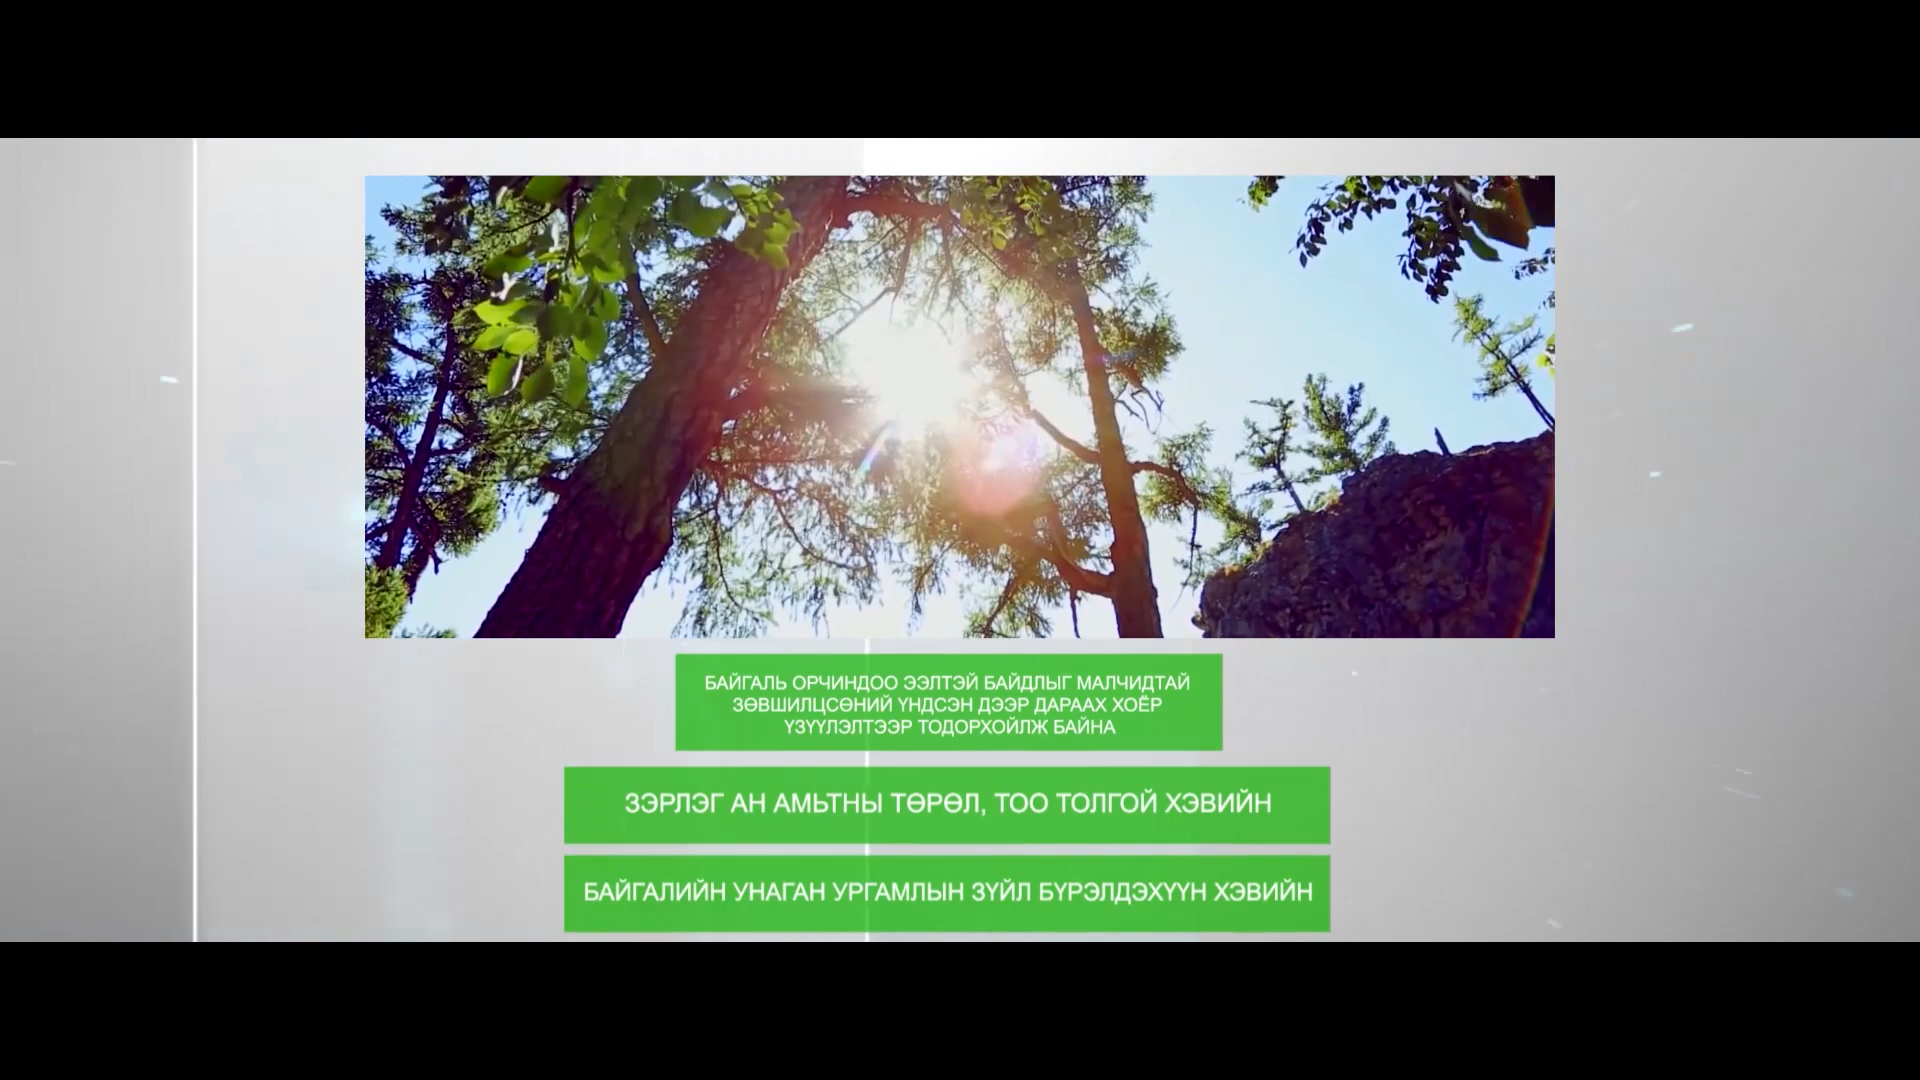 БАЙГАЛЬ ОРЧИНДОО ЭЭЛТЭЙ БАЙДЛЫГ МАЛЧИДТАЙ
ЗӨВШИЛЦСӨНИЙ ҮНДСЭН ДЭЭР ДАРААХ ХОЁР
ҮЗҮҮЛЭЛТЭЭР ТОДОРХОЙЛЖ БАЙНА
ЗЭРЛЭГ АН АМЬТНЫ ТӨРӨЛ, ТОО ТОЛГОЙ ХЭВИЙН
БАЙГАЛИЙН УНАГАН УРГАМЛЫН ЗҮЙЛ БҮРЭЛДЭХҮҮН ХЭВИЙН